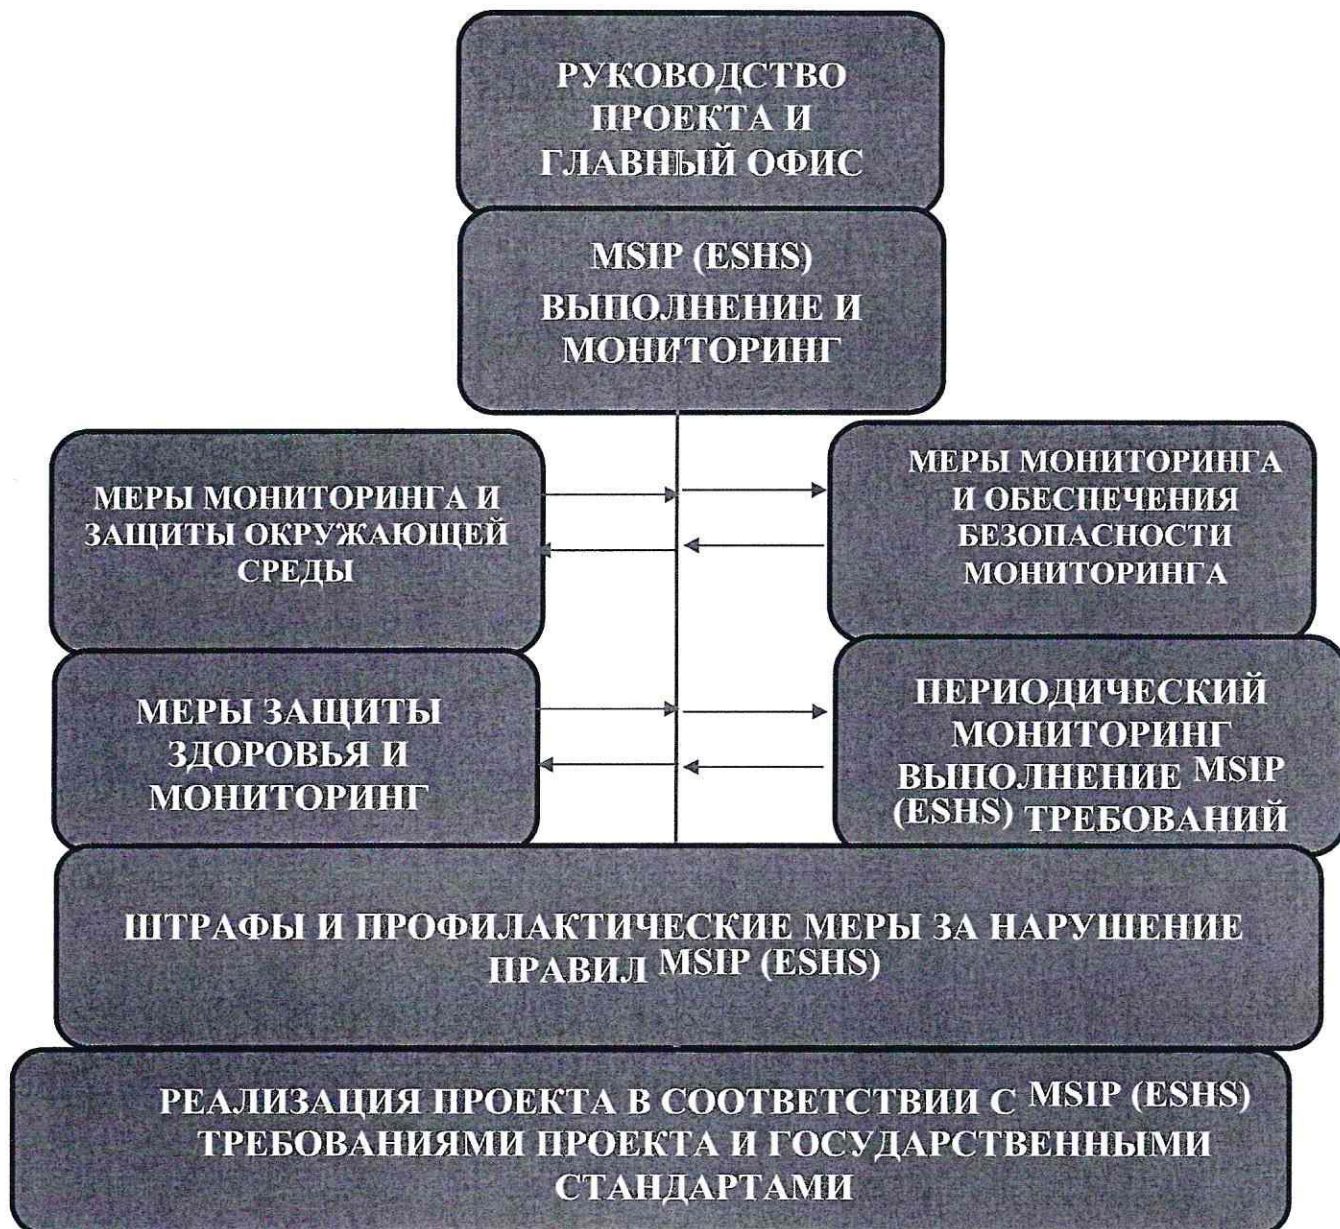 РУКОВОДСТВО
ПРОЕКТА И
ГЛАВНЫЙ ОФИС
MSIP (ESHS)
ВЫПОЛНЕНИЕ И
МОНИТОРИНГ
МЕРЫ МОНИТОРИНГА И
ЗАЩИТЫ ОКРУЖАЮЩЕЙ
СРЕДЫ
МЕРЫ МОНИТОРИНГА
И ОБЕСПЕЧЕНИЯ
БЕЗОПАСНОСТИ
МОНИТОРИНГА
МЕРЫ ЗАЩИТЫ
ЗДОРОВЬЯ И
МОНИТОРИНГ
ПЕРИОДИЧЕСКИЙ
МОНИТОРИНГ
ВЫПОЛНЕНИЕ MSIP
(ESHS) ТРЕБОВАНИЙ
ШТРАФЫ И ПРОФИЛАКТИЧЕСКИЕ МЕРЫ ЗА НАРУШЕНИЕ
ПРАВИЛ MSIP (ESHS)
РЕАЛИЗАЦИЯ ПРОЕКТА В СООТВЕТСТВИИ С MSIP (ESHS)
ТРЕБОВАНИЯМИ ПРОЕКТА И ГОСУДАРСТВЕННЫМИ
СТАНДАРТАМИ